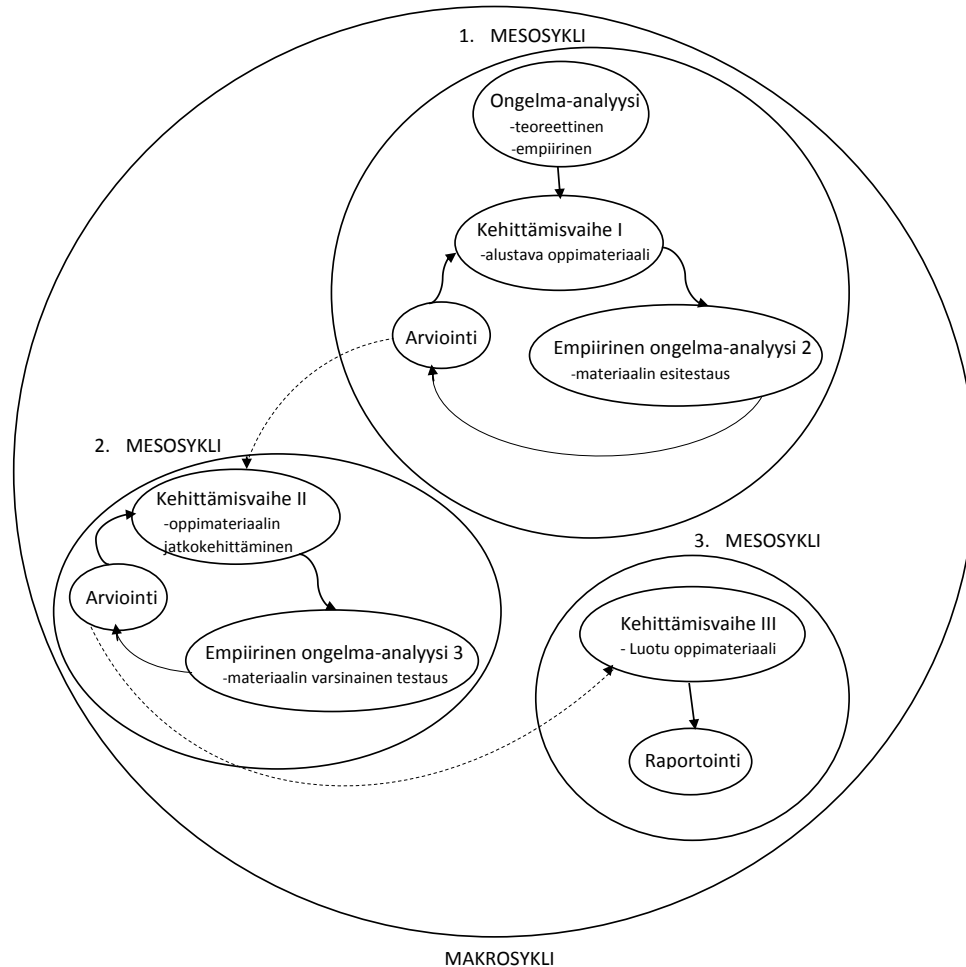 1. MESOSYKLI
Ongelma-analyysi
-teoreettinen
-empiirinen
Kehittämisvaihe I
-alustava oppimateriaali
Arviointi
Empiirinen ongelma-analyysi 2
-materiaalin esitestaus
2. MESOSYKLI
Kehittämisvaihe II
-oppimateriaalin
jatkokehittäminen
Arviointi
Empiirinen ongelma-analyysi 3
-materiaalin varsinainen testaus
3. MESOSYKLI
Kehittämisvaihe III
- Luotu oppimateriaali
Raportointi
MAKROSYKLI